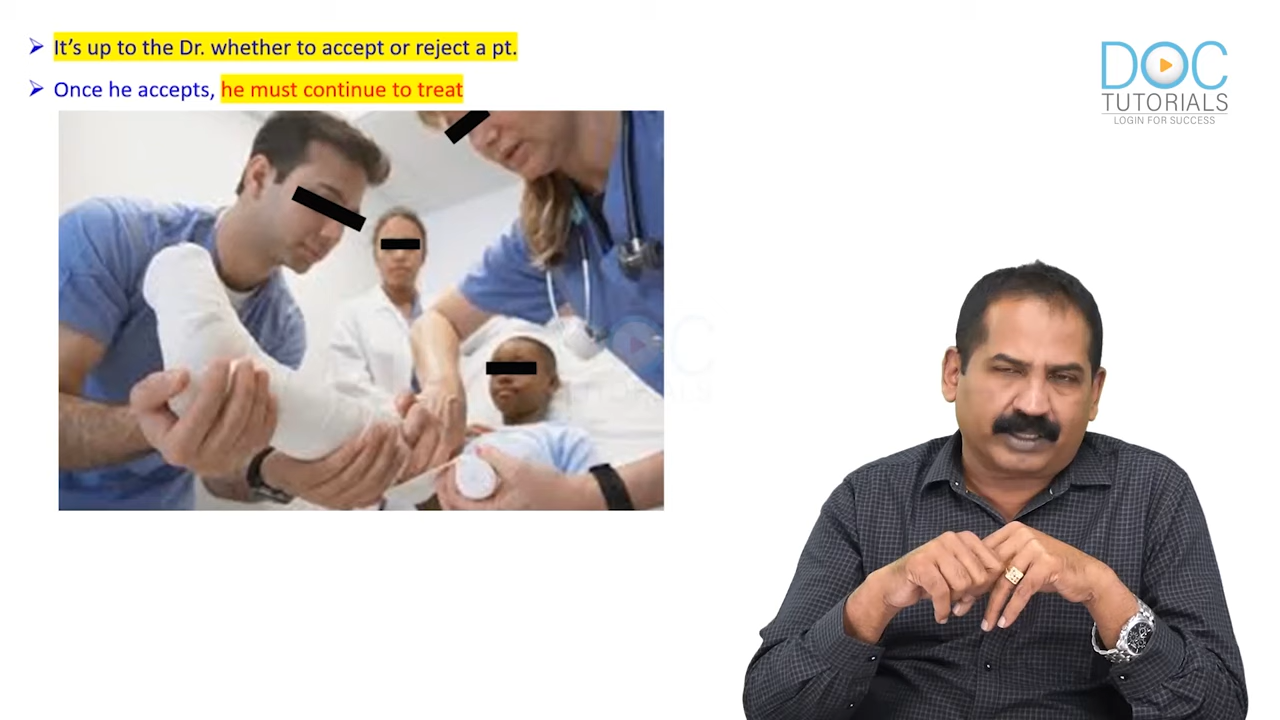 It's up to the Dr. whether to accept or reject a pt.
Once he accepts, he must continue to treat
DOC
TUTORIALS
LOGIN FOR SUCCESS